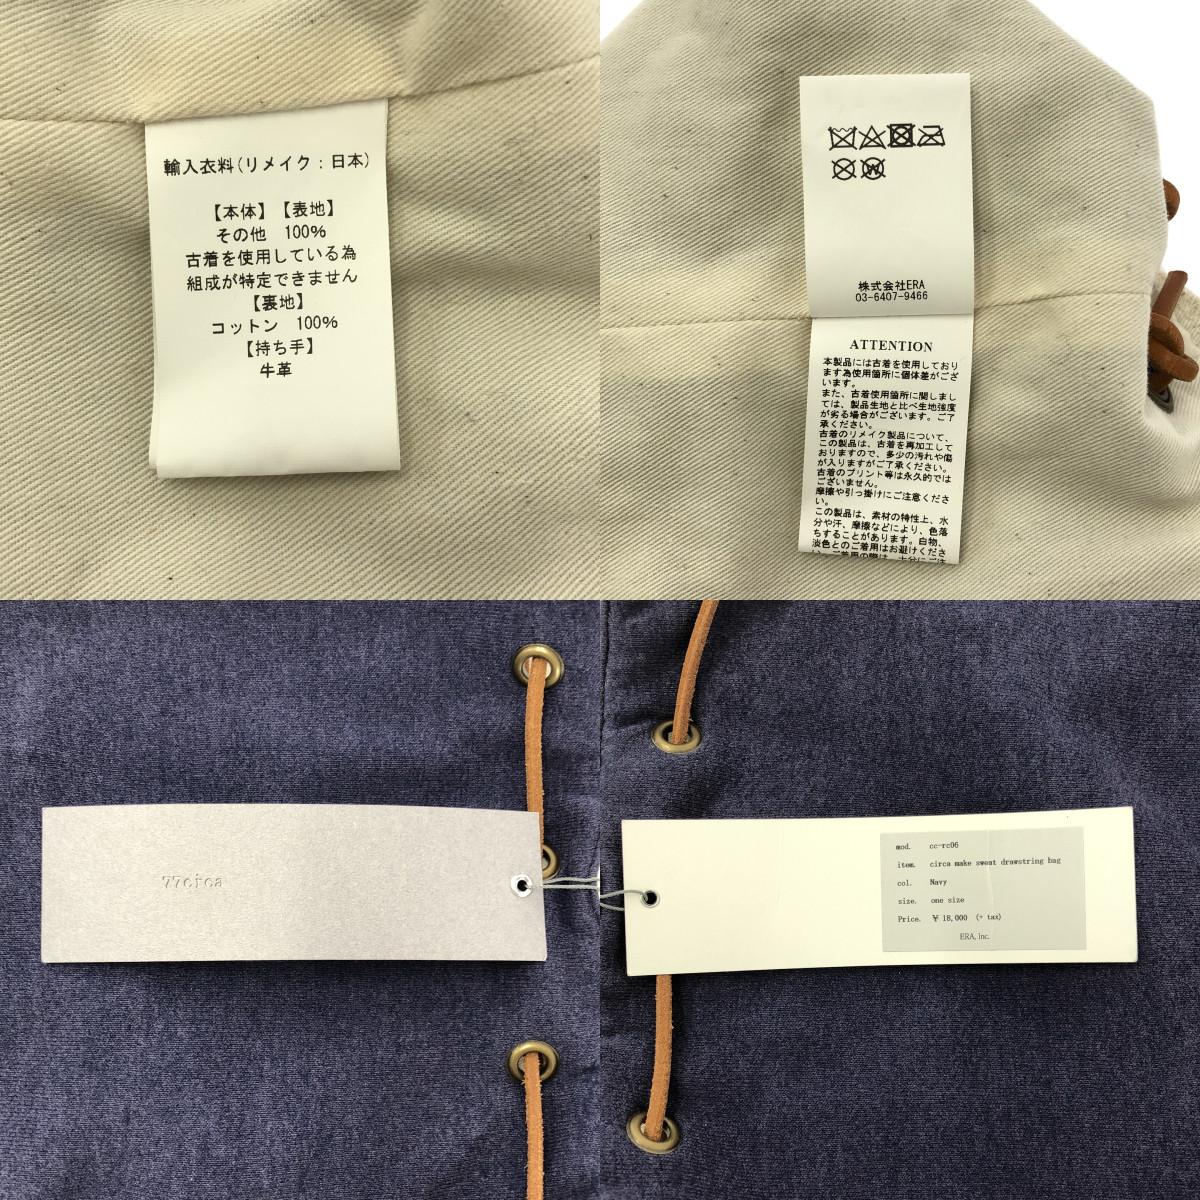 輸入衣料(リメイク:日本)
【本体】【表地】
その他 100%
古着を使用している為
組成が特定できません
【裏地】
コットン 100%
【持ち手】
牛革
株式会社ERA
03-6407-9466
ATTENTION
本製品には古着を使用しており
ます為使用箇所に個体差がござ
います。
また、古着使用箇所に関しまし
ては、製品生地と比べ生地強度
が劣る場合がございます。ご了
承ください。
古着のリメイク製品について、
この製品は、古着を再加工して
おりますので、多少の汚れや傷
が入りますがご了承ください。
古着のプリント等は永久的では
ございません。
摩擦や引っ掛けにご注意くださ
い。
この製品は、素材の特性上、水
分や汗、摩擦などにより、色落
ちすることがあります。白物、
淡色とのご着用はお避けくださ
い。ご着用の際は、十分にご注
77circa
mod. cc-rc06
item. circa make sweat drawstring bag
col. Navy
size. one size
Price. ¥ 18,000 (+ tax)
ERA, Inc.